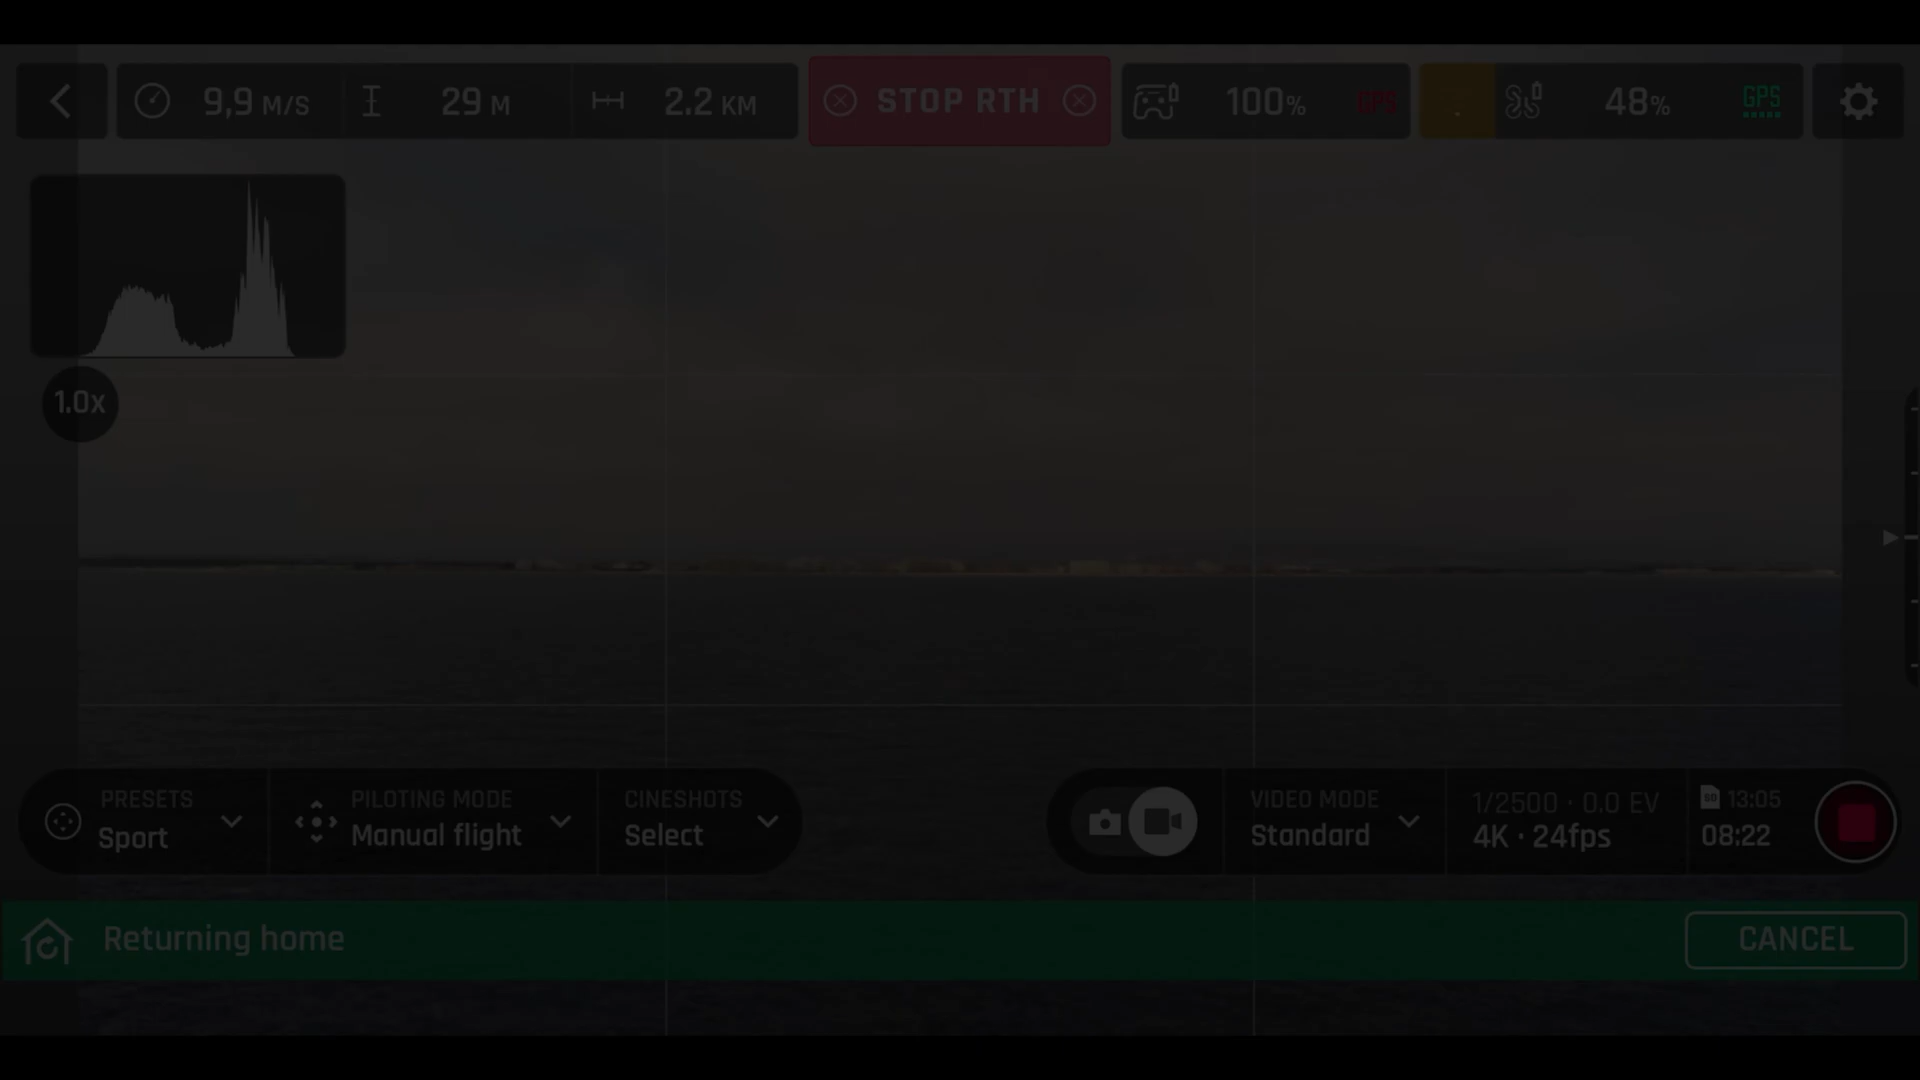 9,9 M/S
29 M
2.2 KM
STOP RTH
100%
GPS
48%
GPS
1.0x
PRESETS
Sport
PILOTING MODE
Manual flight
CINESHOTS
Select
VIDEO MODE
Standard
1/2500 · 0.0 EV
4K · 24fps
SD 13:05
08:22
Returning home
CANCEL